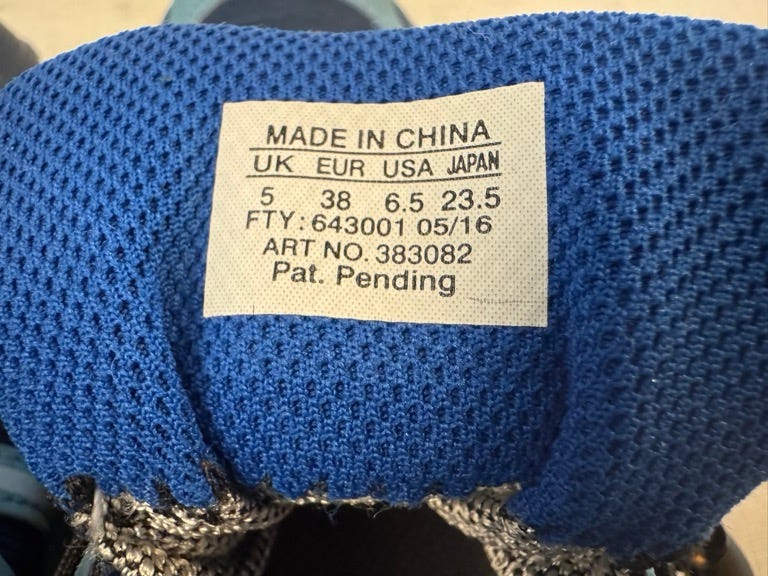 MADE IN CHINA
UK EUR USA JAPAN
5 38 6.5 23.5
FTY: 643001 05/16
ART NO. 383082
Pat. Pending